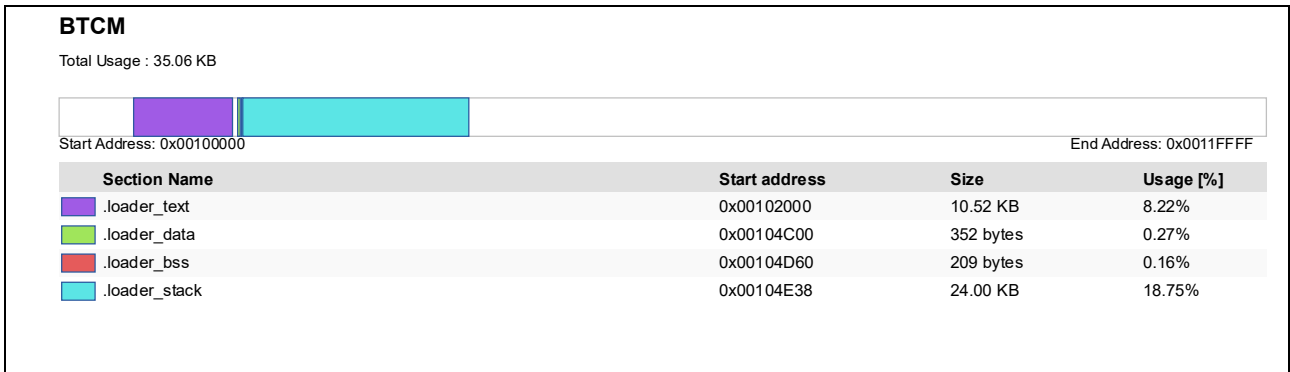 BTCM
Total Usage : 35.06 KB
Start Address: 0x00100000 End Address: 0x0011FFFF
Section Name Start address Size Usage [%]
.loader_text 0x00102000 10.52 KB 8.22%
.loader_data 0x00104C00 352 bytes 0.27%
.loader_bss 0x00104D60 209 bytes 0.16%
.loader_stack 0x00104E38 24.00 KB 18.75%